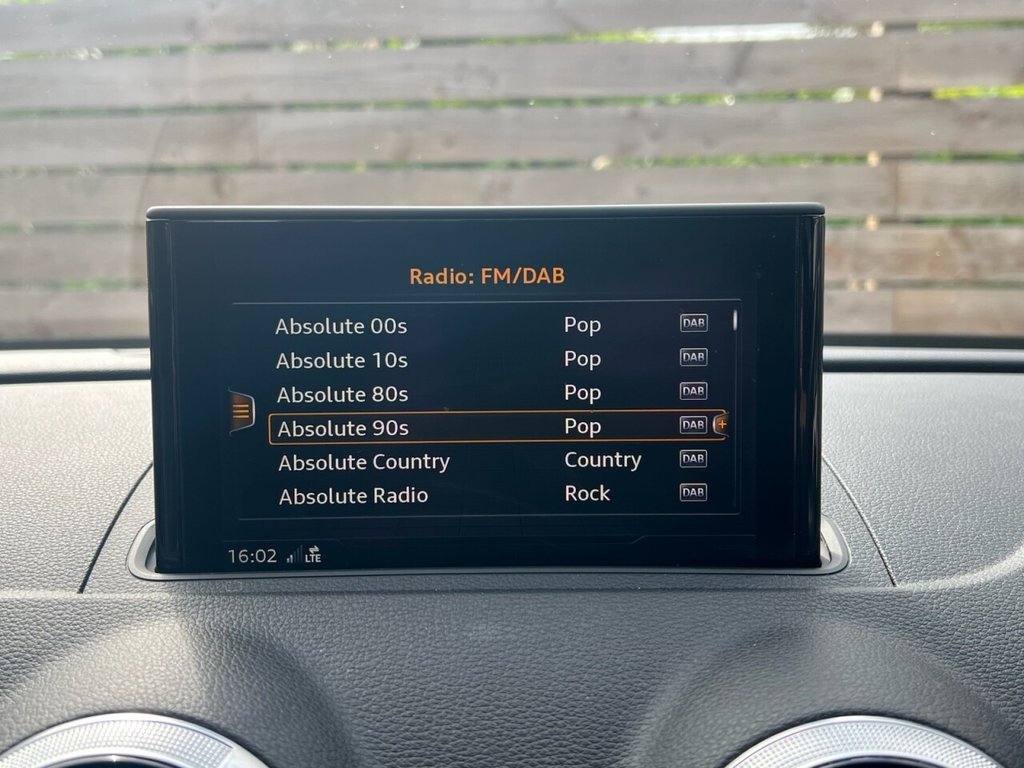 Radio: FM/DAB
Absolute 00s Pop DAB
Absolute 10s Pop DAB
Absolute 80s Pop DAB
Absolute 90s Pop DAB +
Absolute Country Country DAB
Absolute Radio Rock DAB
16:02 LTE